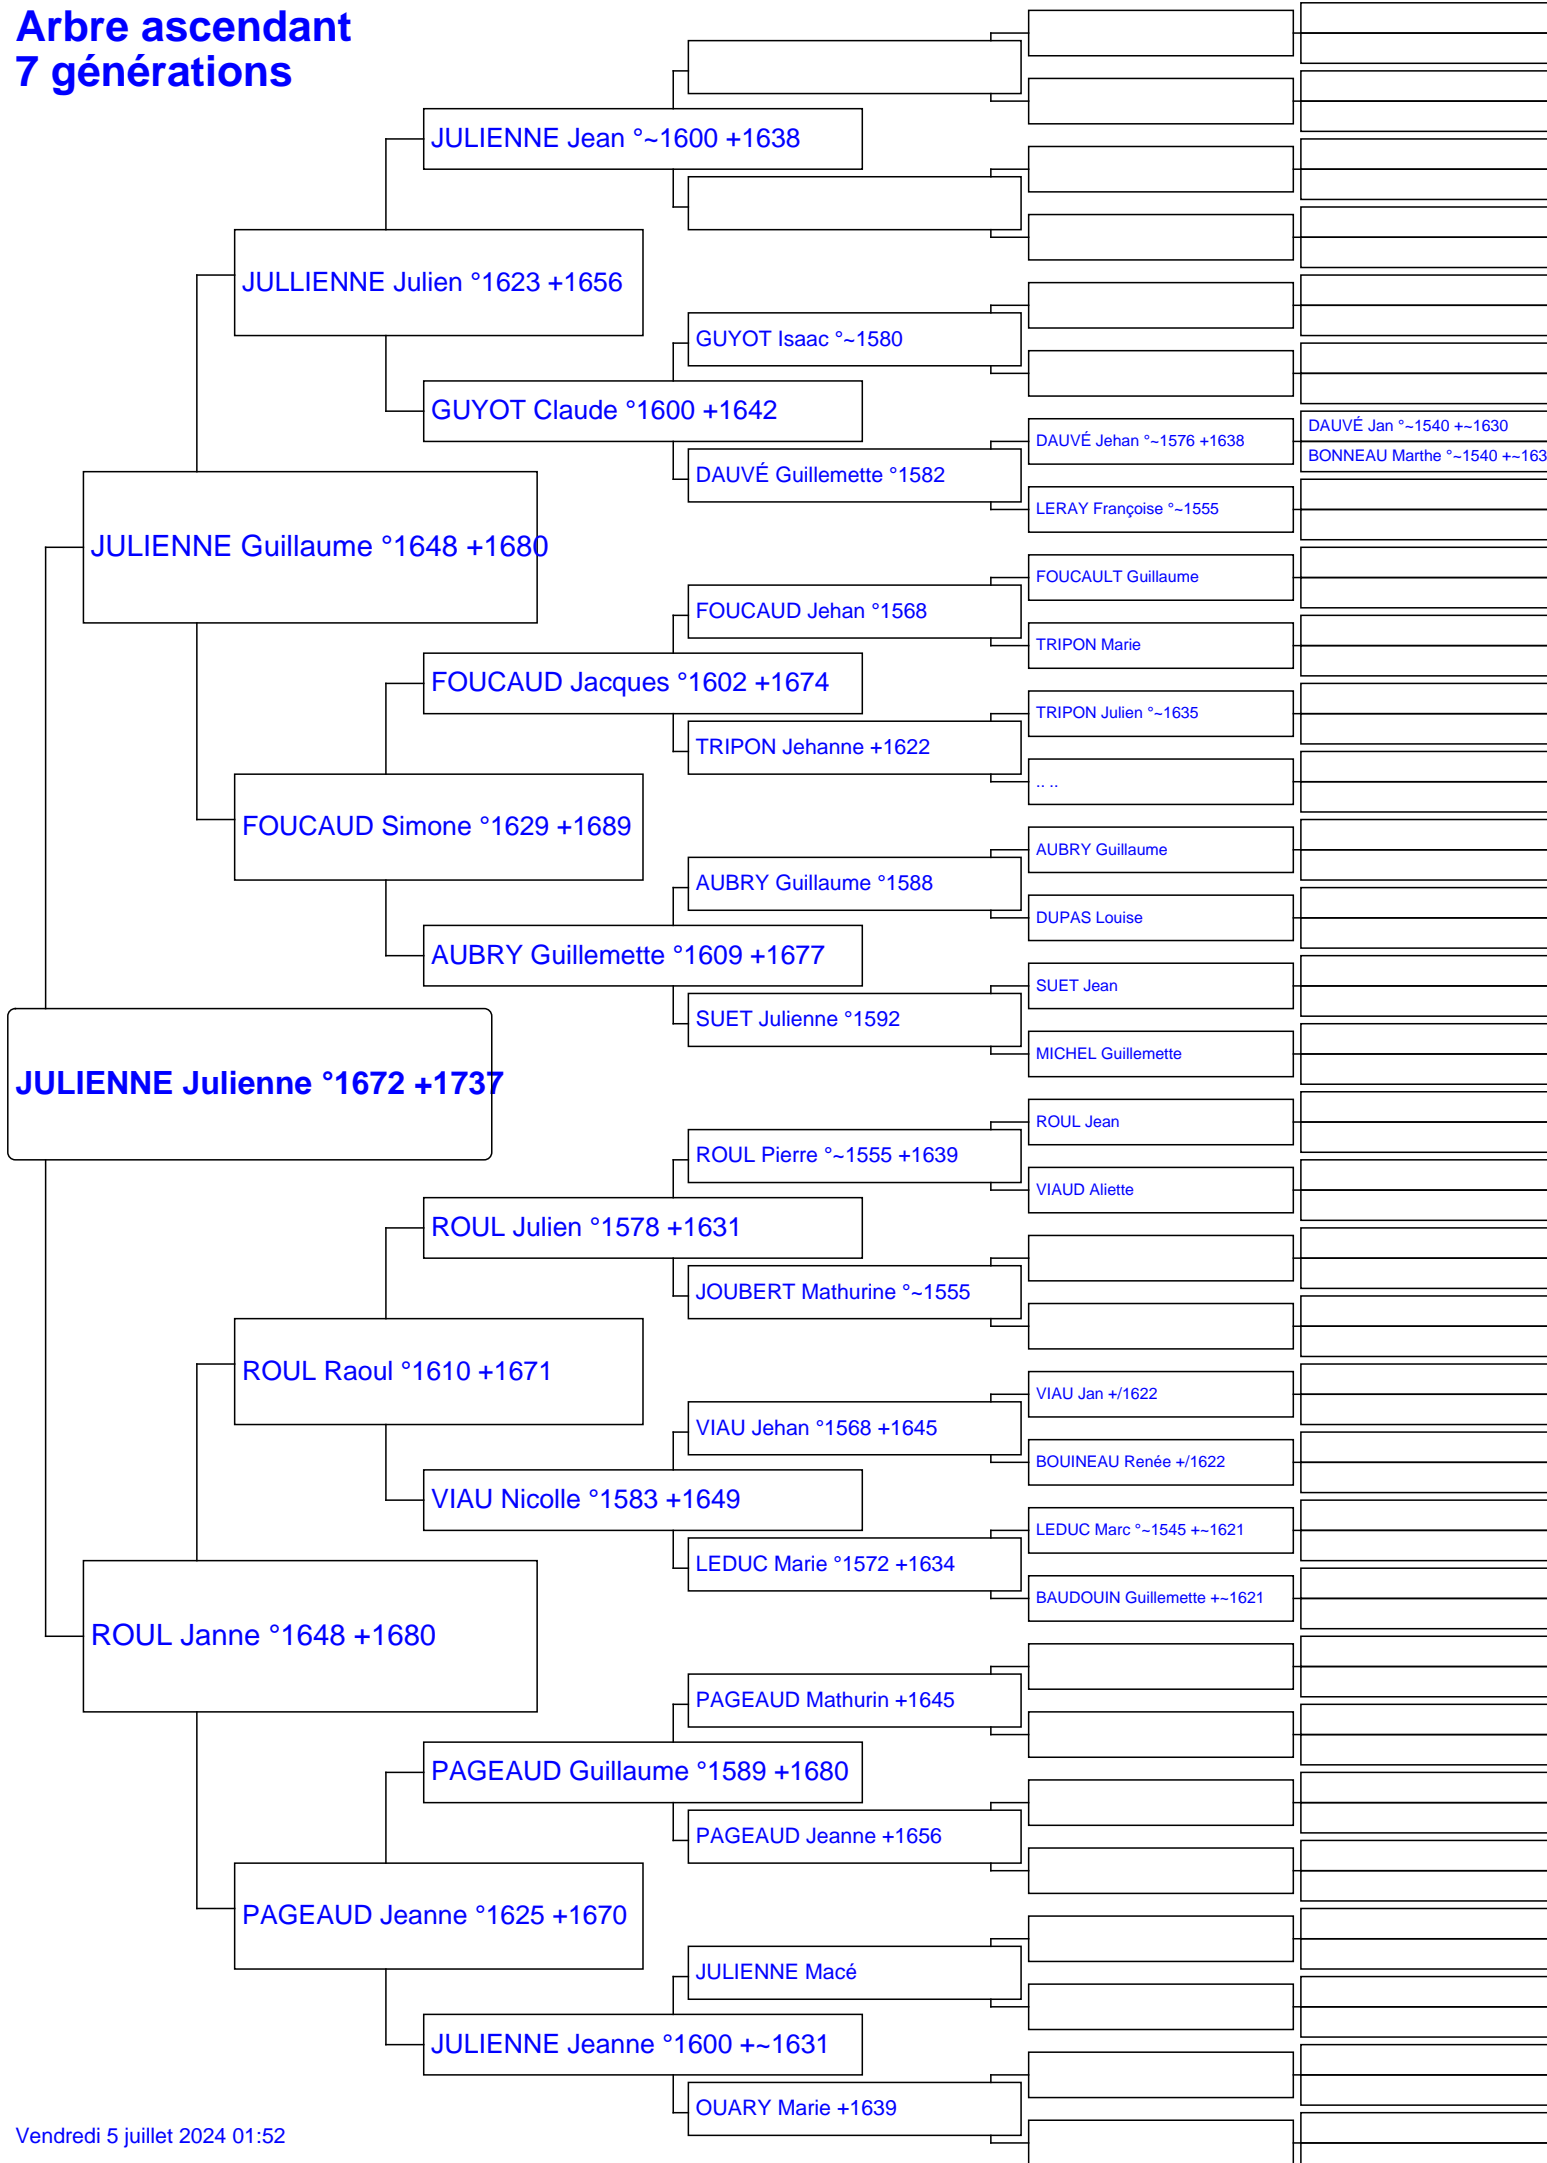 Arbre ascendant
7 générations
JULIENNE Jean °~1600 +1638
JULLIENNE Julien °1623 +1656
GUYOT Isaac °~1580
GUYOT Claude °1600 +1642
DAUVÉ Jan °~1540 +~1630
DAUVÉ Jehan °~1576 +1638
BONNEAU Marthe °~1540 +~163
DAUVÉ Guillemette °1582
LERAY Françoise °~1555
JULIENNE Guillaume °1648 +1680
FOUCAULT Guillaume
FOUCAUD Jehan °1568
TRIPON Marie
FOUCAUD Jacques °1602 +1674
TRIPON Julien °~1635
TRIPON Jehanne +1622
.. ..
FOUCAUD Simone °1629 +1689
AUBRY Guillaume
AUBRY Guillaume °1588
DUPAS Louise
AUBRY Guillemette °1609 +1677
SUET Jean
SUET Julienne °1592
MICHEL Guillemette
JULIENNE Julienne °1672 +1737
ROUL Jean
ROUL Pierre °~1555 +1639
VIAUD Aliette
ROUL Julien °1578 +1631
JOUBERT Mathurine °~1555
ROUL Raoul °1610 +1671
VIAU Jan +/1622
VIAU Jehan °1568 +1645
BOUINEAU Renée +/1622
VIAU Nicolle °1583 +1649
LEDUC Marc °~1545 +~1621
LEDUC Marie °1572 +1634
BAUDOUIN Guillemette +~1621
ROUL Janne °1648 +1680
PAGEAUD Mathurin +1645
PAGEAUD Guillaume °1589 +1680
PAGEAUD Jeanne +1656
PAGEAUD Jeanne °1625 +1670
JULIENNE Macé
JULIENNE Jeanne °1600 +~1631
OUARY Marie +1639
Vendredi 5 juillet 2024 01:52